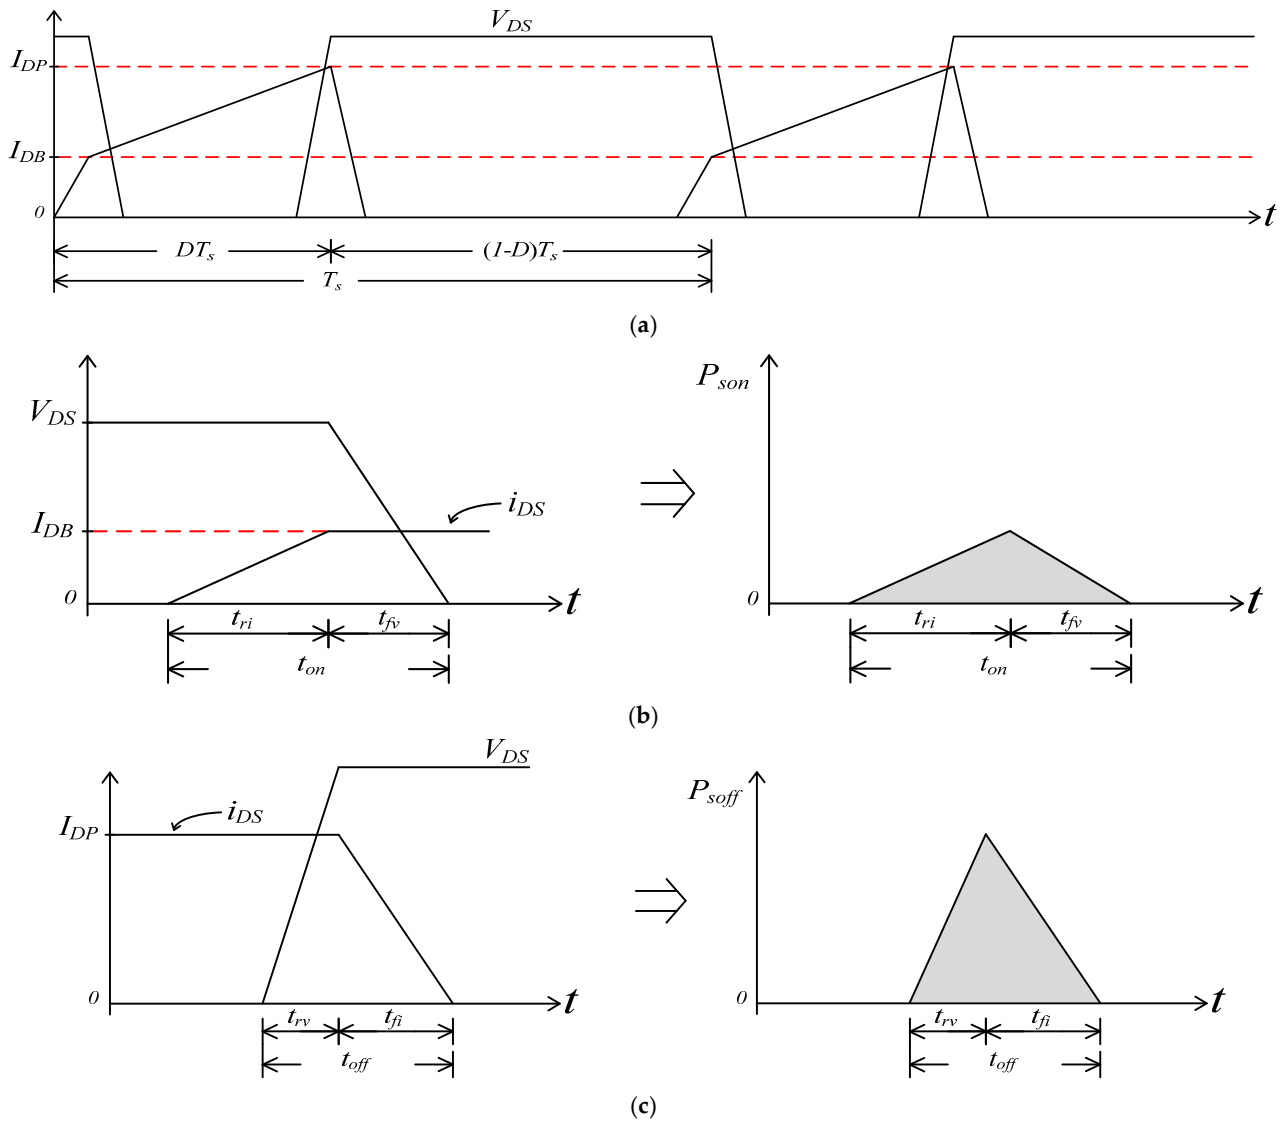 V_DS
I_DP
I_DB
0
t
DT_s
(1-D)T_s
T_s
(a)
V_DS
I_DB
i_DS
0
t
t_ri
t_fv
t_on
P_son
0
t
t_ri
t_fv
t_on
(b)
V_DS
i_DS
I_DP
0
t
t_rv
t_fi
t_off
P_soff
0
t
t_rv
t_fi
t_off
(c)